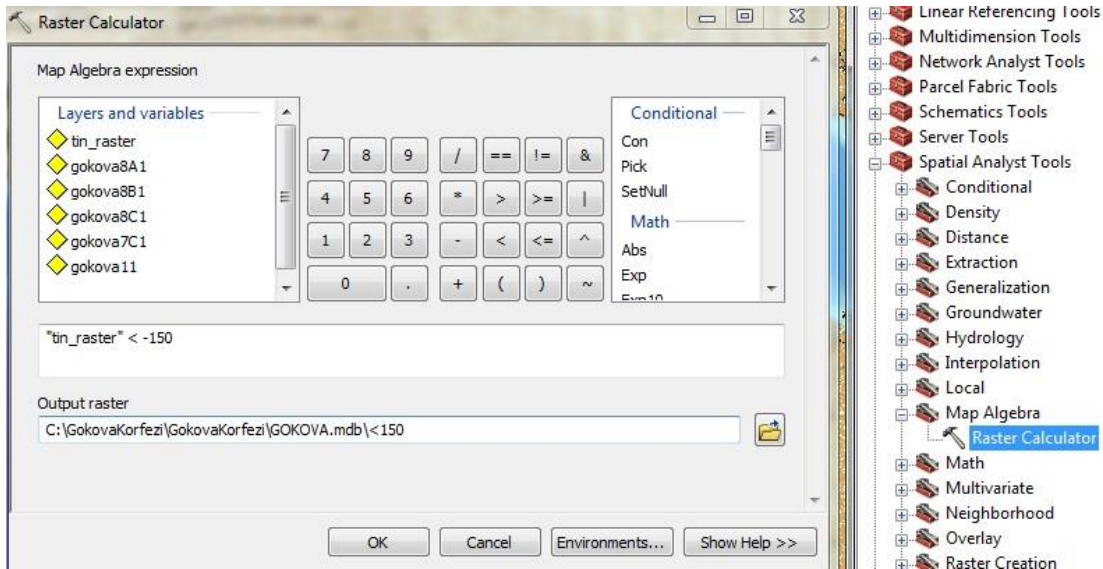 Raster Calculator
Map Algebra expression
Layers and variables
tin_raster
gokova8A1
gokova8B1
gokova8C1
gokova7C1
gokova11
7 8 9 / == != &
4 5 6 * > >= |
1 2 3 - < <= ^
0 . + ( ) ~
Conditional
Con
Pick
SetNull
Math
Abs
Exp
Exp10
"tin_raster" < -150
Output raster
C:\GokovaKorfezi\GokovaKorfezi\GOKOVA.mdb\<150
OK Cancel Environments... Show Help >>
Linear Referencing Tools
Multidimension Tools
Network Analyst Tools
Parcel Fabric Tools
Schematics Tools
Server Tools
Spatial Analyst Tools
Conditional
Density
Distance
Extraction
Generalization
Groundwater
Hydrology
Interpolation
Local
Map Algebra
Raster Calculator
Math
Multivariate
Neighborhood
Overlay
Raster Creation